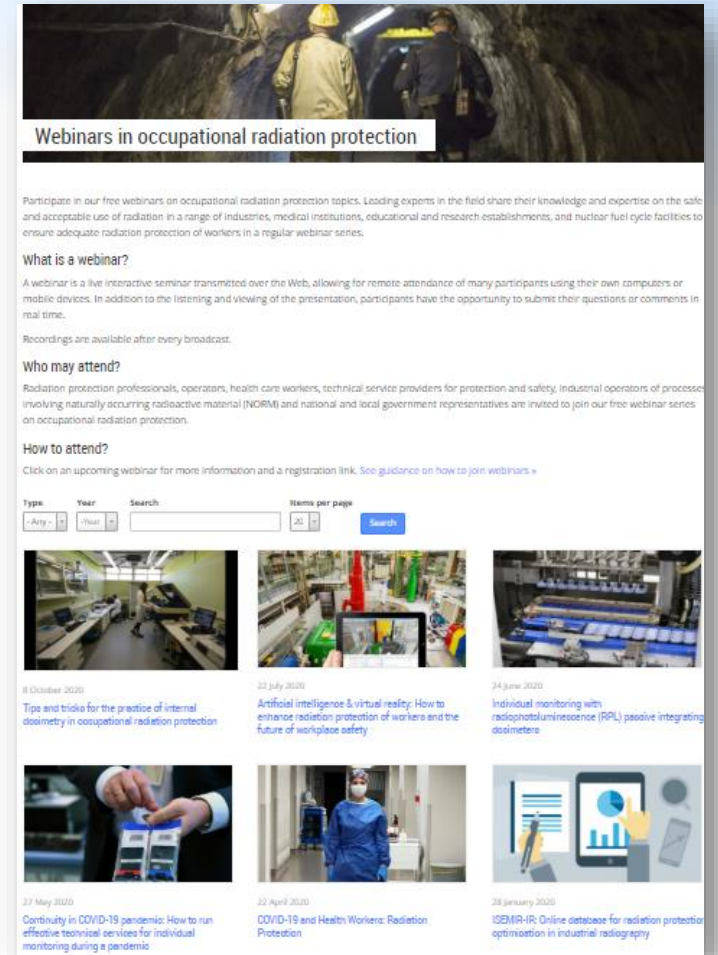 Webinars in occupational radiation protection
Participate in our free webinars on occupational radiation protection topics. Leading experts in the field share their knowledge and expertise on the safe
and acceptable use of radiation in a range of industries, medical institutions, educational and research establishments, and nuclear fuel cycle facilities to
ensure adequate radiation protection of workers in a regular webinar series.
What is a webinar?
A webinar is a live interactive seminar transmitted over the Web, allowing for remote attendance of many participants using their own computers or
mobile devices. In addition to the listening and viewing of the presentation, participants have the opportunity to submit their questions or comments in
real time.
Recordings are available after every broadcast.
Who may attend?
Radiation protection professionals, operators, health care workers, technical service providers for protection and safety, industrial operators of processes
involving naturally occurring radioactive material (NORM) and national and local government representatives are invited to join our free webinar series
on occupational radiation protection.
How to attend?
Click on an upcoming webinar for more information and a registration link. See guidance on how to join webinars »
Type Year Search Items per page
- Any - -Year 20 Search
8 October 2020
Tips and tricks for the practice of internal
dosimetry in occupational radiation protection
22 July 2020
Artificial intelligence & virtual reality: How to
enhance radiation protection of workers and the
future of workplace safety
24 June 2020
Individual monitoring with
radiophotoluminescence (RPL) passive integrating
dosimeters
27 May 2020
Continuity in COVID-19 pandemic: How to run
effective technical services for individual
monitoring during a pandemic
22 April 2020
COVID-19 and Health Workers: Radiation
Protection
28 January 2020
ISEMIR-IR: Online database for radiation protection
optimisation in industrial radiography